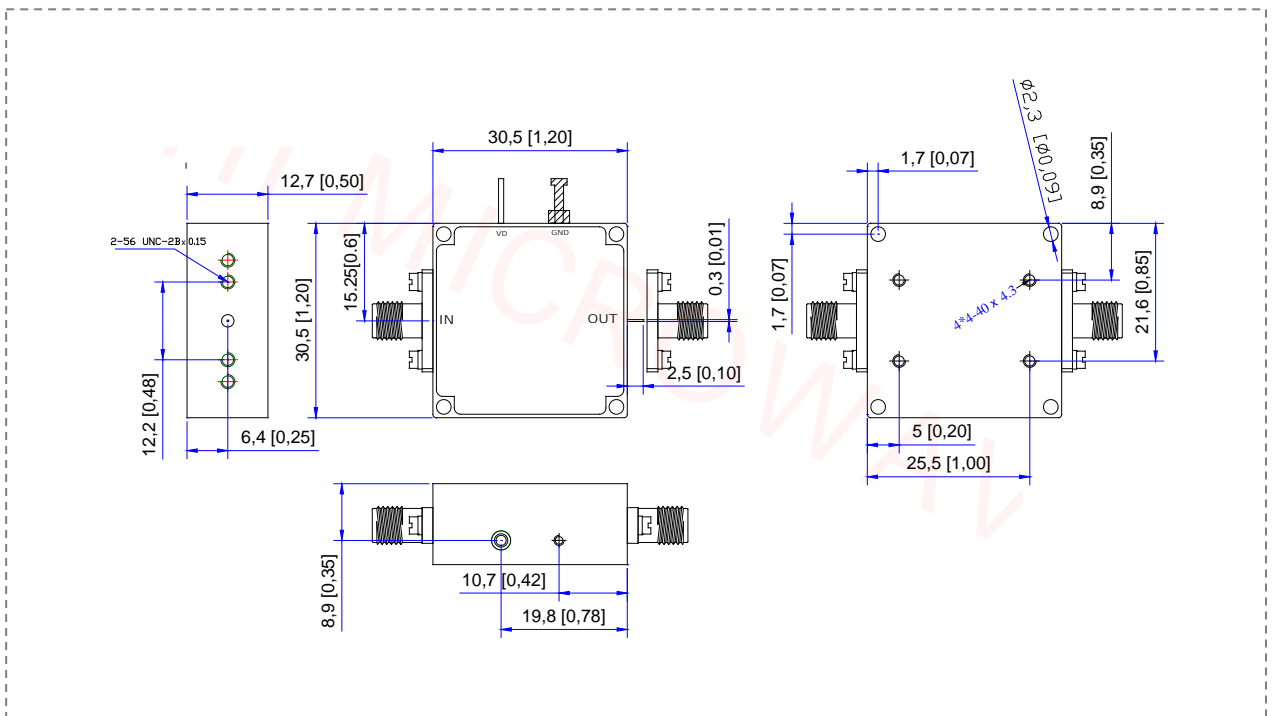 30,5 [1,20]
12,7 [0,50]
2-56 UNC-2Bx0.15
12,2 [0,48]
6,4 [0,25]
VD
GND
15.25[0.6]
30,5 [1,20]
IN
OUT
0,3 [0,01]
2,5 [0,10]
8,9 [0,35]
10,7 [0,42]
19,8 [0,78]
Ø2,3 [Ø0,09]
1,7 [0,07]
8,9 [0,35]
1,7 [0,07]
4*4-40 x 4.3
21,6 [0,85]
5 [0,20]
25,5 [1,00]
MICROWAV